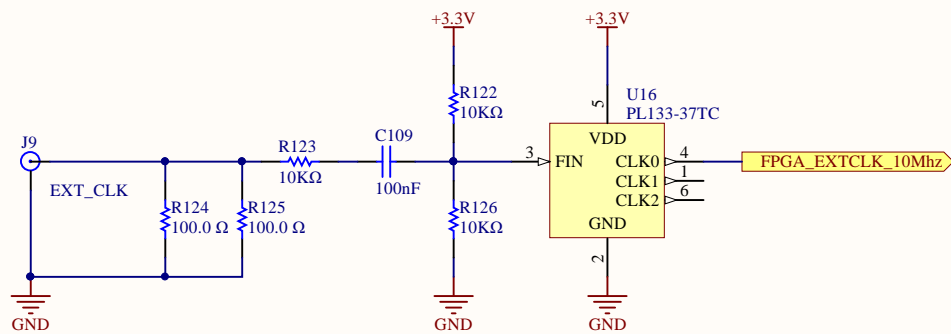 +3.3V
+3.3V
R122
10KΩ
U16
PL133-37TC
5
J9
R123
10KΩ
C109
100nF
VDD
3
FIN
CLK0
4
FPGA_EXTCLK_10Mhz
CLK1
1
CLK2
6
EXT_CLK
R124
100.0 Ω
R125
100.0 Ω
R126
10KΩ
GND
2
GND
GND
GND